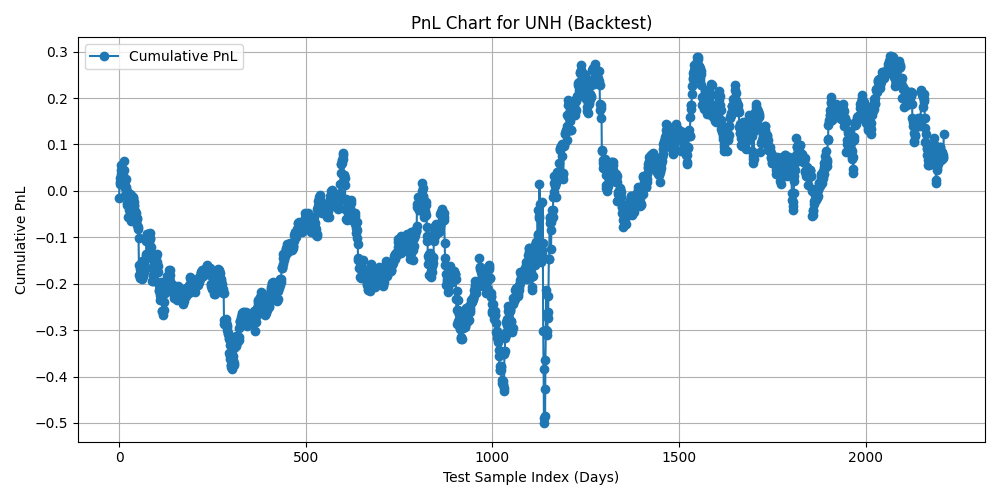 PnL Chart for UNH (Backtest)
Cumulative PnL
0.3
0.2
0.1
0.0
−0.1
−0.2
−0.3
−0.4
−0.5
Cumulative PnL
0 500 1000 1500 2000
Test Sample Index (Days)